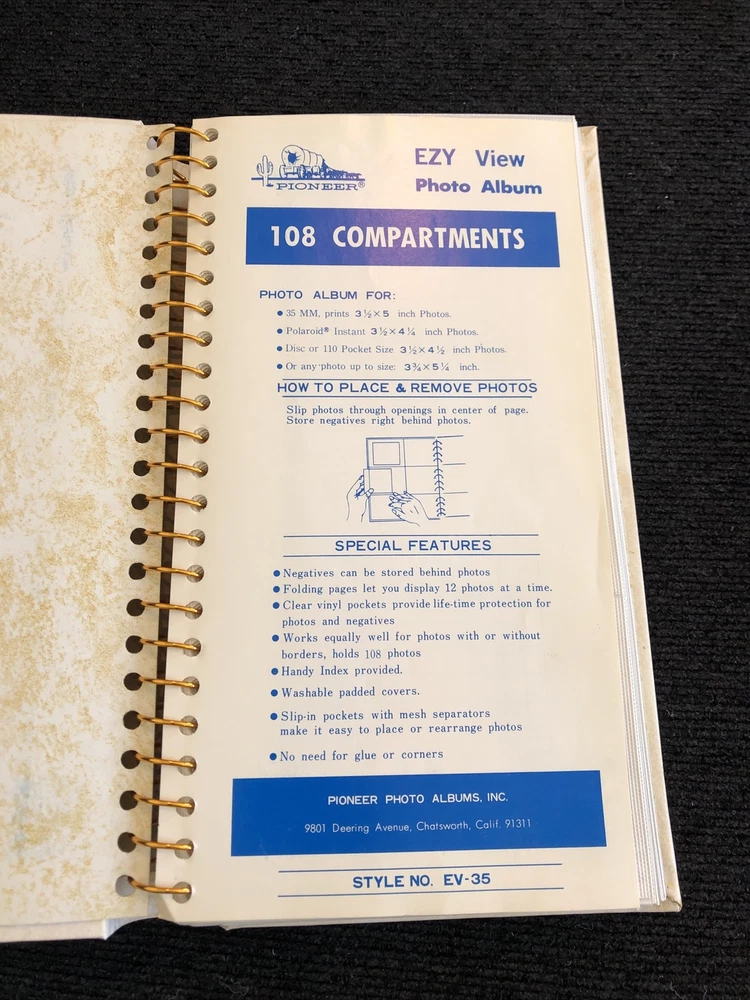 PIONEER®
EZY View
Photo Album
108 COMPARTMENTS
PHOTO ALBUM FOR:
● 35 MM, prints 3½×5 inch Photos.
● Polaroid® Instant 3½×4¼ inch Photos.
● Disc or 110 Pocket Size 3½×4½ inch Photos.
● Or any photo up to size: 3¾×5¼ inch.
HOW TO PLACE & REMOVE PHOTOS
Slip photos through openings in center of page.
Store negatives right behind photos.
SPECIAL FEATURES
● Negatives can be stored behind photos
● Folding pages let you display 12 photos at a time.
● Clear vinyl pockets provide life-time protection for
photos and negatives
● Works equally well for photos with or without
borders, holds 108 photos
● Handy Index provided.
● Washable padded covers.
● Slip-in pockets with mesh separators
make it easy to place or rearrange photos
● No need for glue or corners
PIONEER PHOTO ALBUMS, INC.
9801 Deering Avenue, Chatsworth, Calif. 91311
STYLE NO. EV-35